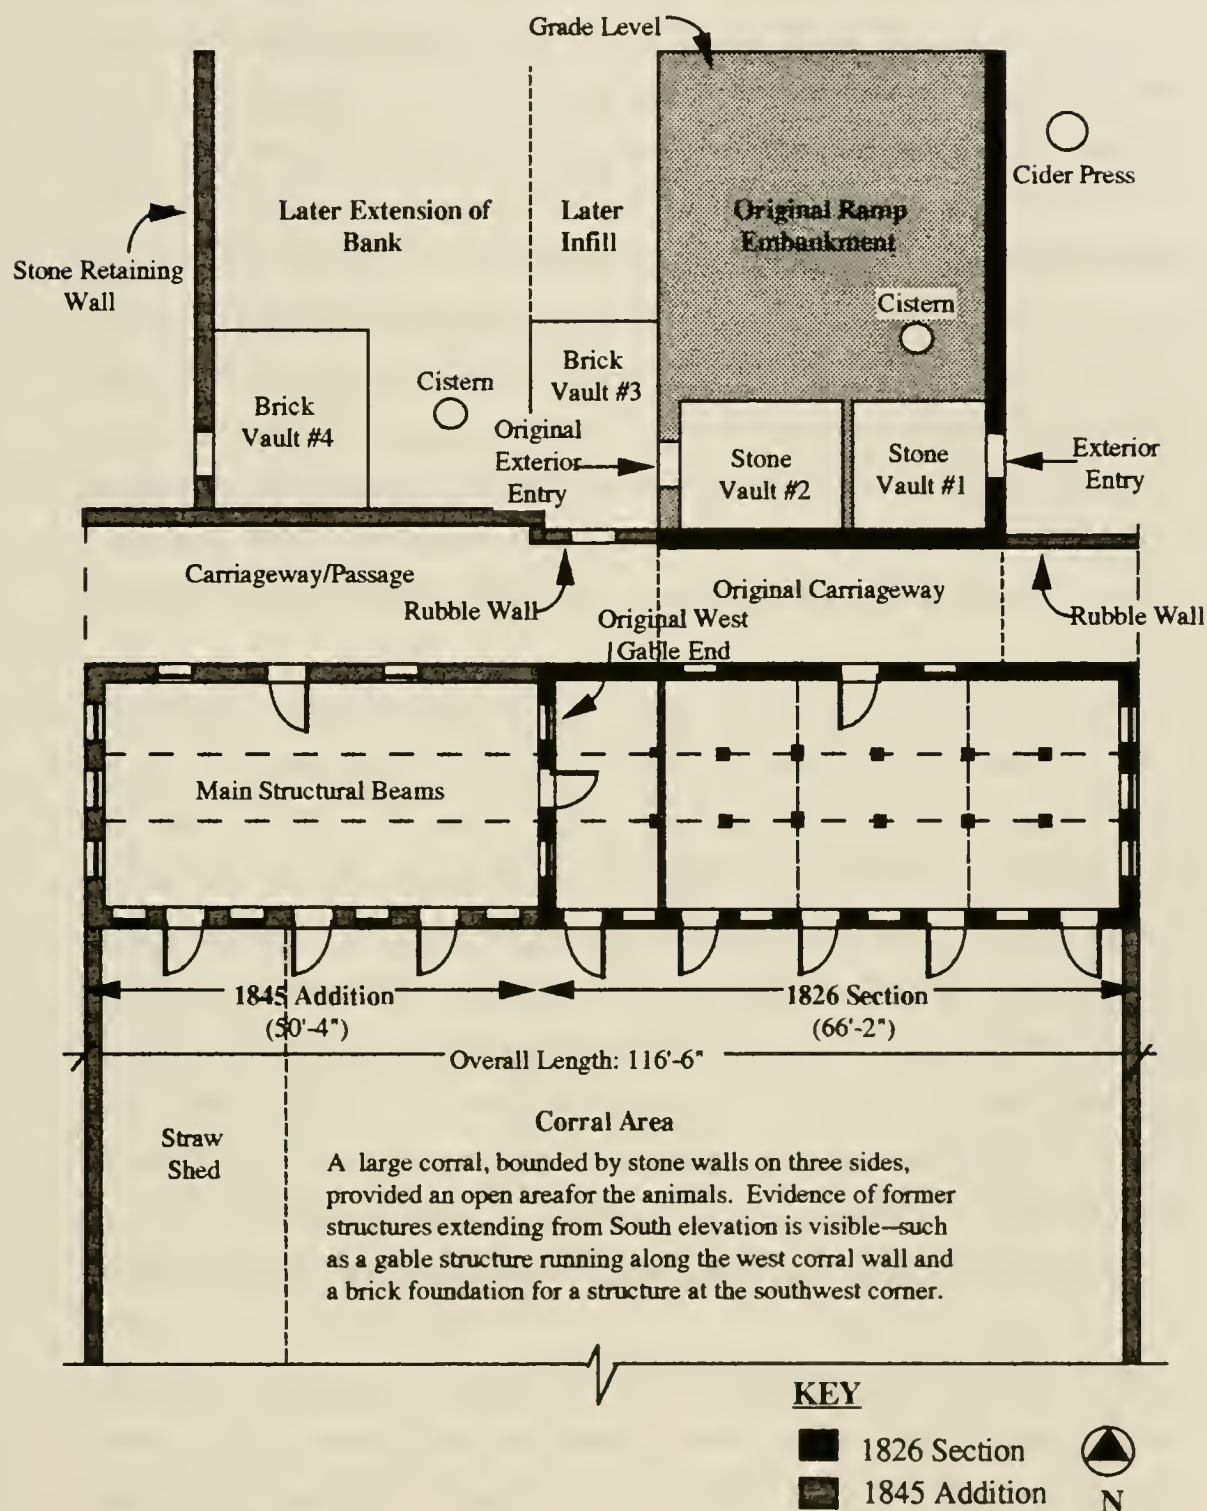 Grade Level
Cider Press
Later Extension of
Bank
Later
Infill
Original Ramp
Embankment
Stone Retaining
Wall
Cistern
Brick
Vault #3
Cistern
Brick
Vault #4
Original
Exterior
Entry
Stone
Vault #2
Stone
Vault #1
Exterior
Entry
Carriageway/Passage
Rubble Wall
Original Carriageway
Original West
Gable End
Rubble Wall
Main Structural Beams
1845 Addition
(50'-4")
1826 Section
(66'-2")
Overall Length: 116'-6"
Straw
Shed
Corral Area
A large corral, bounded by stone walls on three sides,
provided an open areafor the animals. Evidence of former
structures extending from South elevation is visible—such
as a gable structure running along the west corral wall and
a brick foundation for a structure at the southwest corner.
KEY
1826 Section
1845 Addition
N